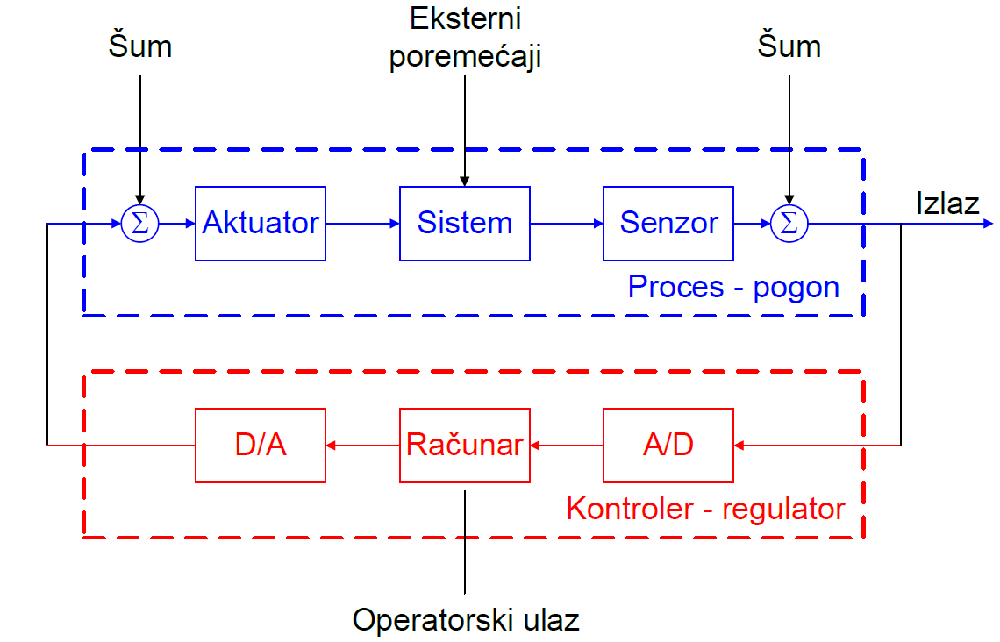 Šum
Eksterni
poremećaji
Šum
Izlaz
Σ
Aktuator
Sistem
Senzor
Σ
Proces - pogon
D/A
Računar
A/D
Kontroler - regulator
Operatorski ulaz